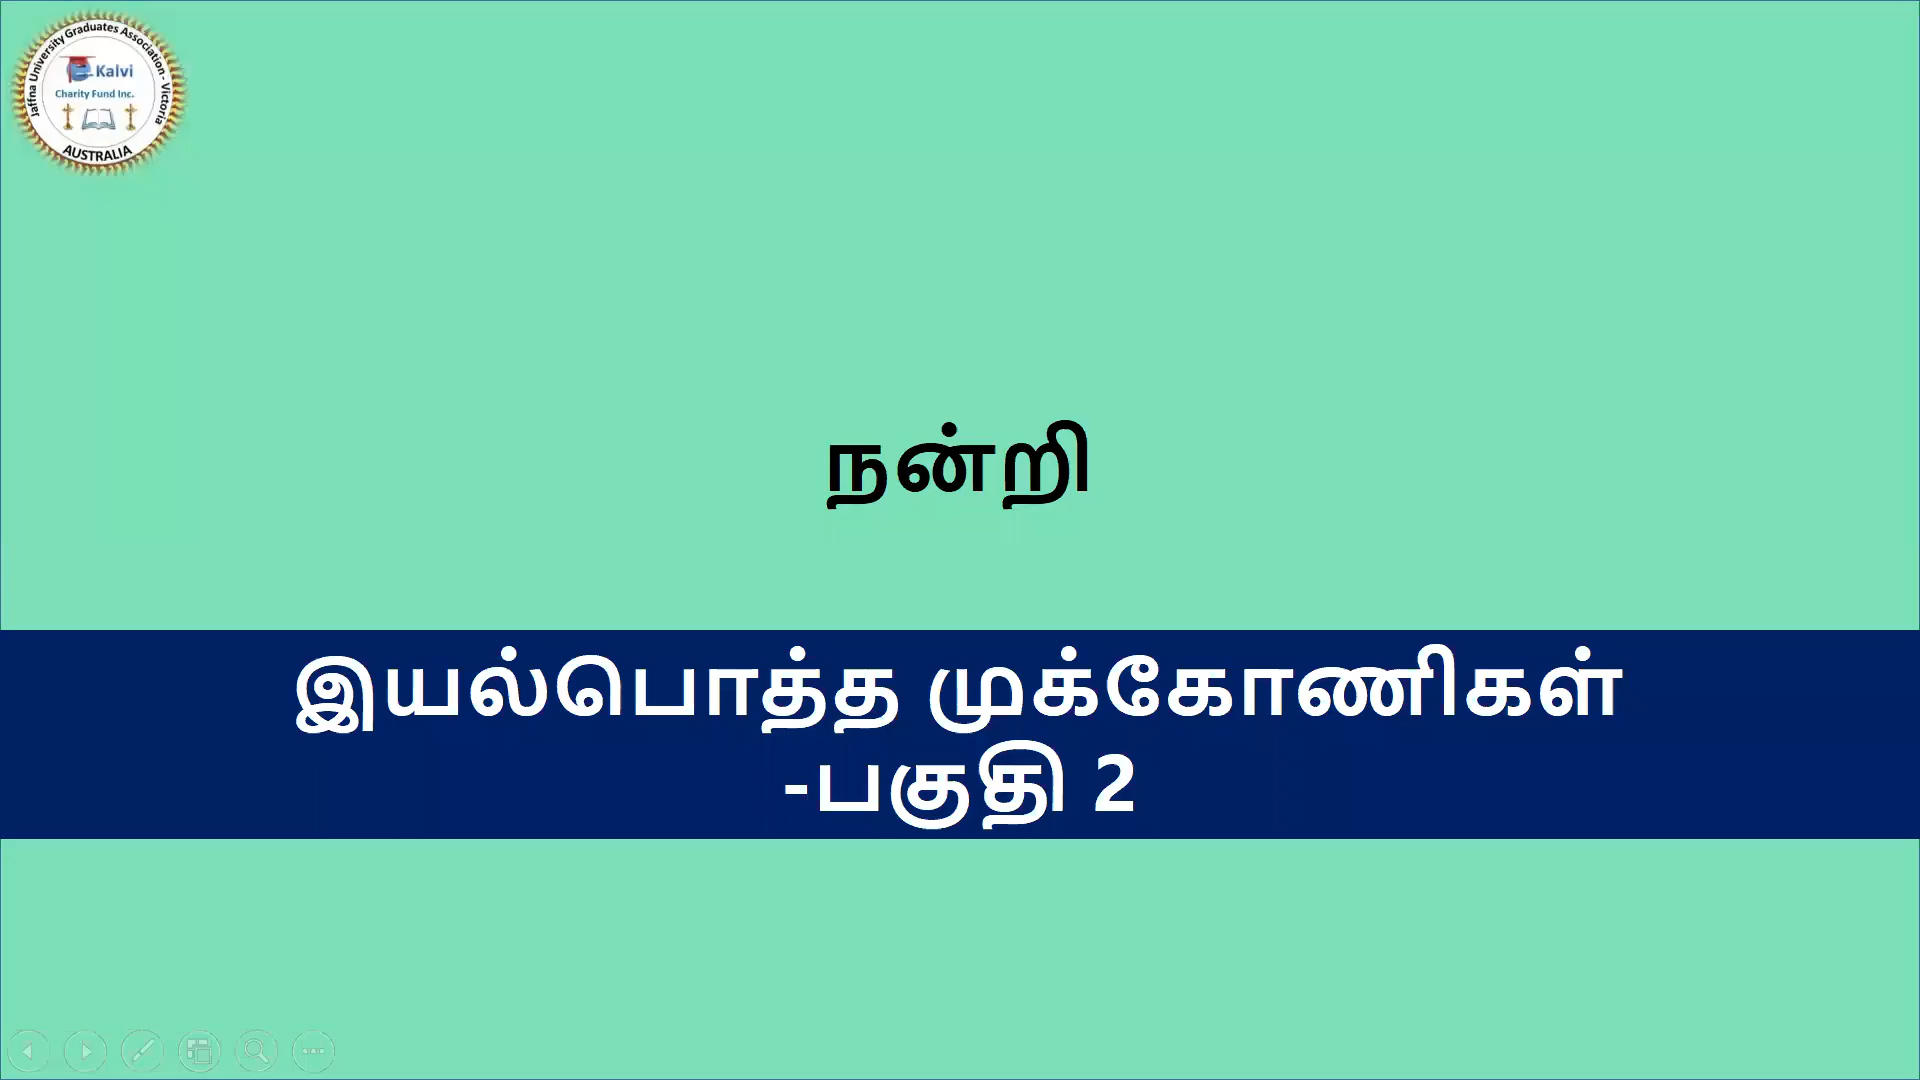 Jaffna University Graduates Association - Victoria
Kalvi
Charity Fund Inc.
AUSTRALIA
நன்றி
இயல்பொத்த முக்கோணிகள்
-பகுதி 2